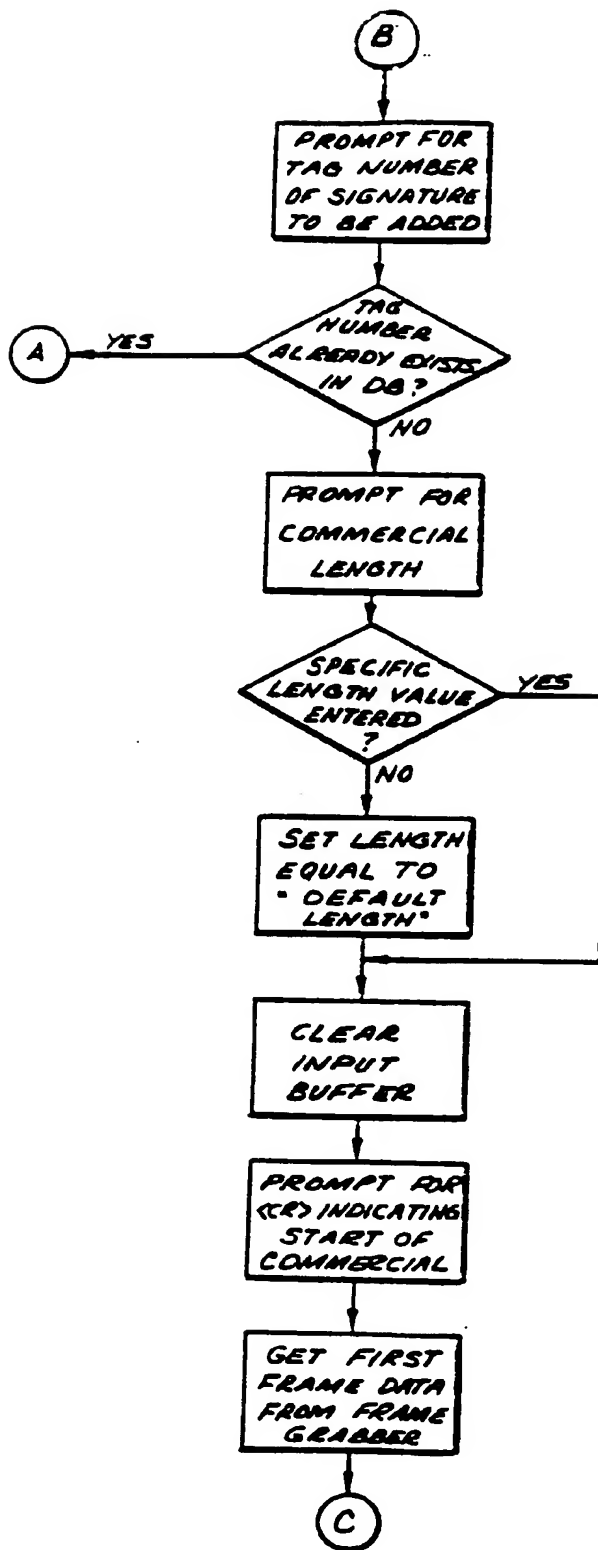 B
PROMPT FOR
TAG NUMBER
OF SIGNATURE
TO BE ADDED
TAG
NUMBER
ALREADY EXISTS
IN DB?
YES
A
NO
PROMPT FOR
COMMERCIAL
LENGTH
SPECIFIC
LENGTH VALUE
ENTERED
?
YES
NO
SET LENGTH
EQUAL TO
"DEFAULT
LENGTH"
CLEAR
INPUT
BUFFER
PROMPT FOR
<CR> INDICATING
START OF
COMMERCIAL
GET FIRST
FRAME DATA
FROM FRAME
GRABBER
C